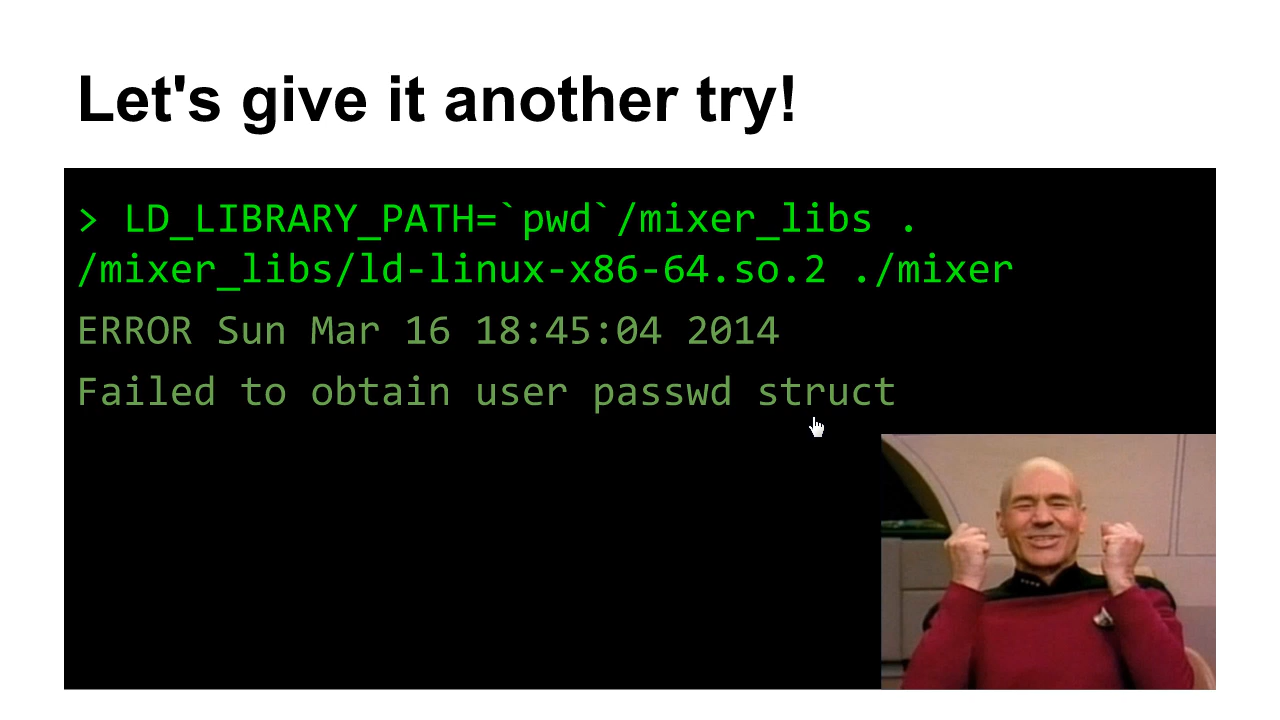 Let's give it another try!
> LD_LIBRARY_PATH=`pwd`/mixer_libs .
/mixer_libs/ld-linux-x86-64.so.2 ./mixer
ERROR Sun Mar 16 18:45:04 2014
Failed to obtain user passwd struct